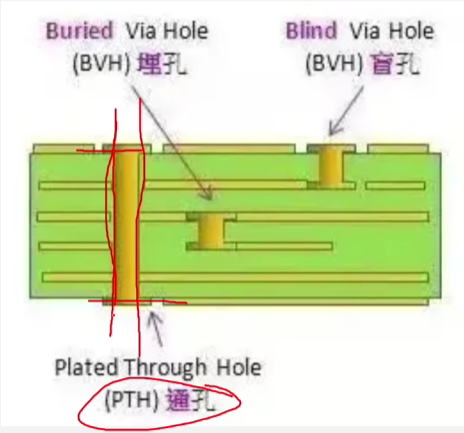 Buried Via Hole
(BVH) 埋孔
Blind Via Hole
(BVH) 盲孔
Plated Through Hole
(PTH) 通孔